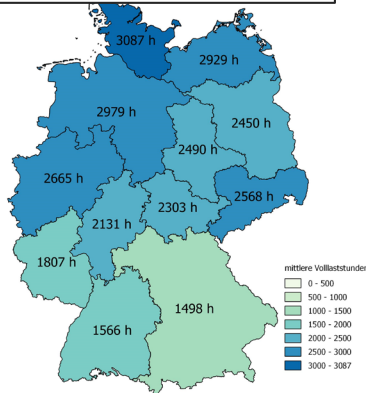 3087 h
2929 h
2979 h
2450 h
2490 h
2665 h
2568 h
2303 h
2131 h
1807 h
1498 h
1566 h
mittlere Volllaststunden
0 - 500
500 - 1000
1000 - 1500
1500 - 2000
2000 - 2500
2500 - 3000
3000 - 3087